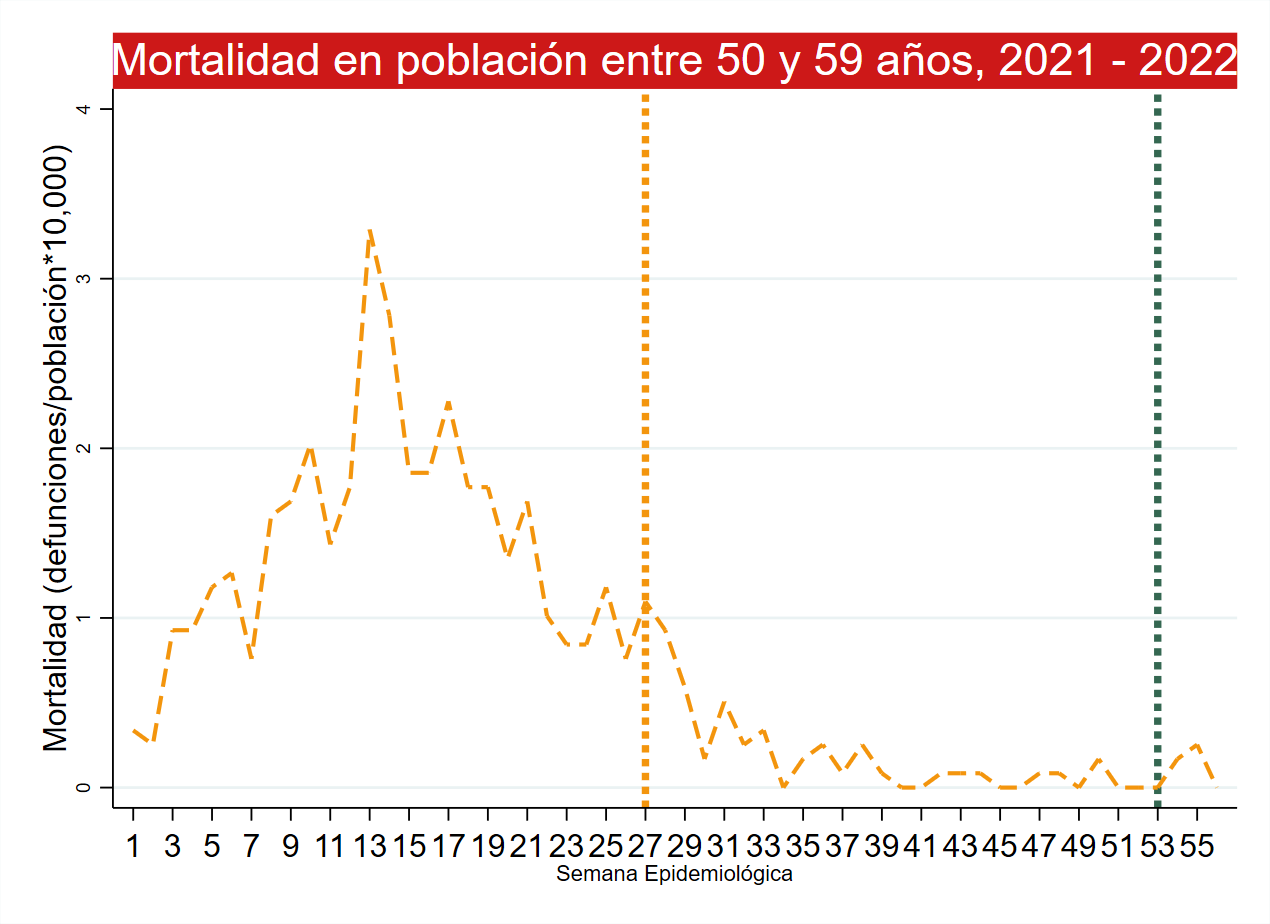 Mortalidad en población entre 50 y 59 años, 2021 - 2022
Mortalidad (defunciones/población*10,000)
4
3
2
1
0
1 3 5 7 9 11 13 15 17 19 21 23 25 27 29 31 33 35 37 39 41 43 45 47 49 51 53 55
Semana Epidemiológica